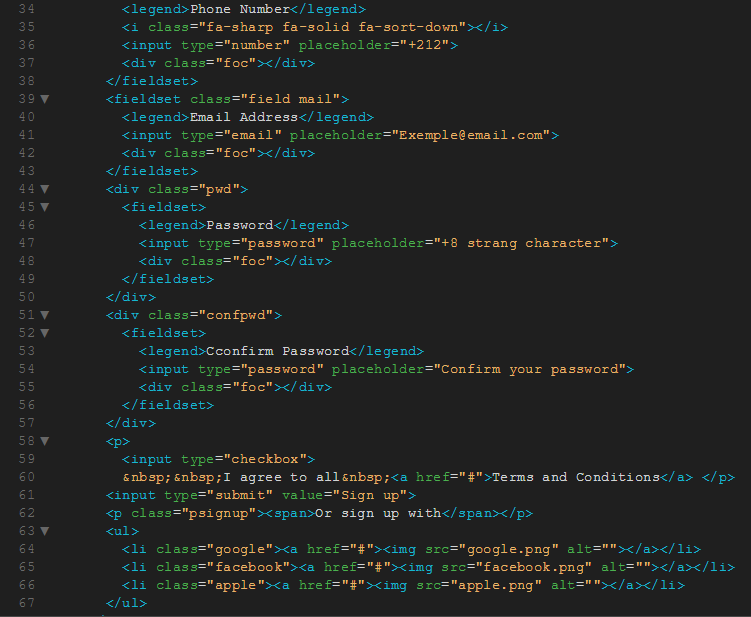 34 <legend>Phone Number</legend>
35 <i class="fa-sharp fa-solid fa-sort-down"></i>
36 <input type="number" placeholder="+212">
37 <div class="foc"></div>
38 </fieldset>
39 <fieldset class="field mail">
40 <legend>Email Address</legend>
41 <input type="email" placeholder="Exemple@email.com">
42 <div class="foc"></div>
43 </fieldset>
44 <div class="pwd">
45 <fieldset>
46 <legend>Password</legend>
47 <input type="password" placeholder="+8 strang character">
48 <div class="foc"></div>
49 </fieldset>
50 </div>
51 <div class="confpwd">
52 <fieldset>
53 <legend>Cconfirm Password</legend>
54 <input type="password" placeholder="Confirm your password">
55 <div class="foc"></div>
56 </fieldset>
57 </div>
58 <p>
59 <input type="checkbox">
60 &nbsp;&nbsp;I agree to all&nbsp;<a href="#">Terms and Conditions</a> </p>
61 <input type="submit" value="Sign up">
62 <p class="psignup"><span>Or sign up with</span></p>
63 <ul>
64 <li class="google"><a href="#"><img src="google.png" alt=""></a></li>
65 <li class="facebook"><a href="#"><img src="facebook.png" alt=""></a></li>
66 <li class="apple"><a href="#"><img src="apple.png" alt=""></a></li>
67 </ul>